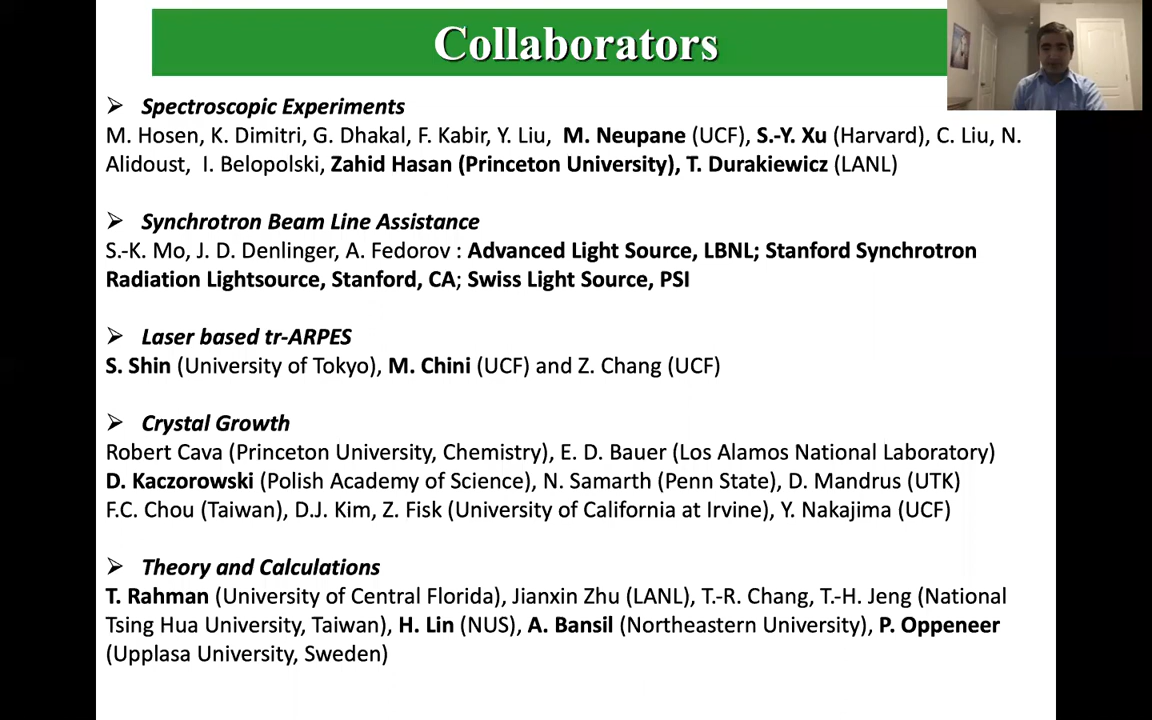 Collaborators
➢ Spectroscopic Experiments
M. Hosen, K. Dimitri, G. Dhakal, F. Kabir, Y. Liu, M. Neupane (UCF), S.-Y. Xu (Harvard), C. Liu, N.
Alidoust, I. Belopolski, Zahid Hasan (Princeton University), T. Durakiewicz (LANL)
➢ Synchrotron Beam Line Assistance
S.-K. Mo, J. D. Denlinger, A. Fedorov : Advanced Light Source, LBNL; Stanford Synchrotron
Radiation Lightsource, Stanford, CA; Swiss Light Source, PSI
➢ Laser based tr-ARPES
S. Shin (University of Tokyo), M. Chini (UCF) and Z. Chang (UCF)
➢ Crystal Growth
Robert Cava (Princeton University, Chemistry), E. D. Bauer (Los Alamos National Laboratory)
D. Kaczorowski (Polish Academy of Science), N. Samarth (Penn State), D. Mandrus (UTK)
F.C. Chou (Taiwan), D.J. Kim, Z. Fisk (University of California at Irvine), Y. Nakajima (UCF)
➢ Theory and Calculations
T. Rahman (University of Central Florida), Jianxin Zhu (LANL), T.-R. Chang, T.-H. Jeng (National
Tsing Hua University, Taiwan), H. Lin (NUS), A. Bansil (Northeastern University), P. Oppeneer
(Upplasa University, Sweden)